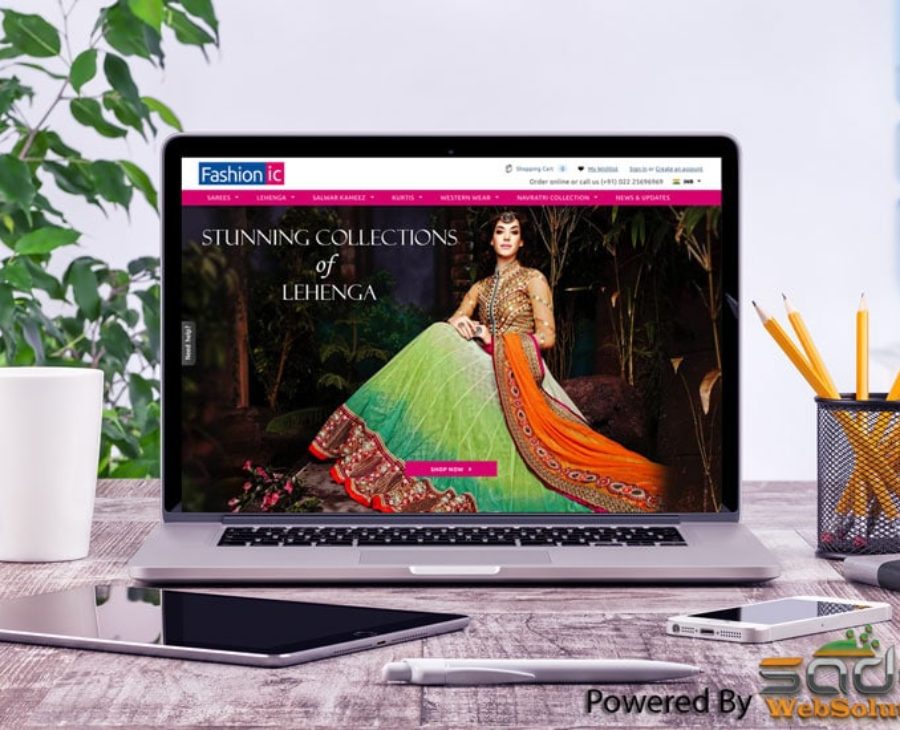 Fashion ic
Shopping Cart 0 My Wishlist Sign In or Create an account
Order online or call us (+91) 022 25696969 INR
SAREES LEHENGA SALWAR KAMEEZ KURTIS WESTERN WEAR NAVRATRI COLLECTION NEWS & UPDATES
STUNNING COLLECTIONS
of
LEHENGA
Need help?
SHOP NOW
Powered By
WebSolu